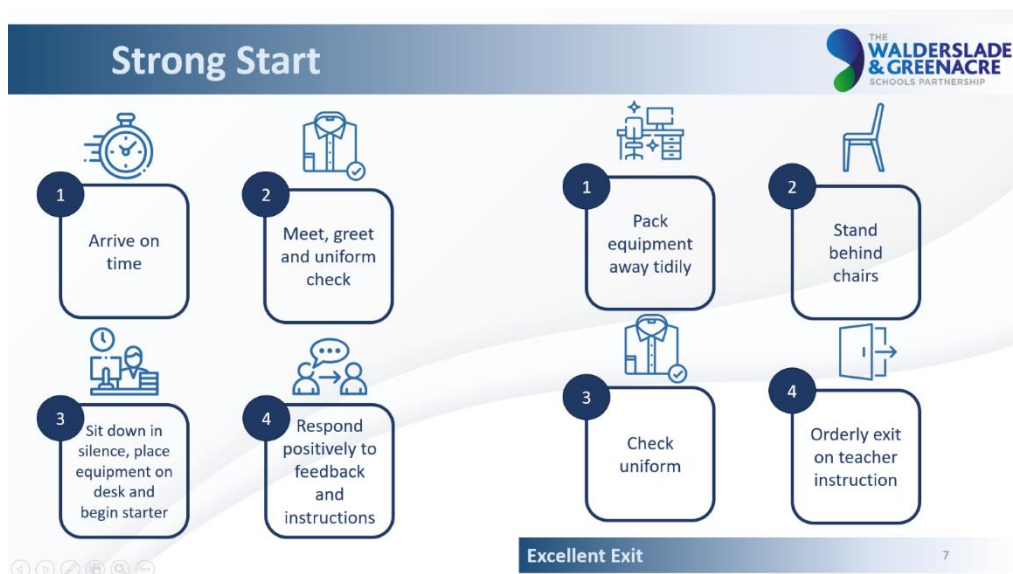 Strong Start
THE
WALDERSLADE
& GREENACRE
SCHOOLS PARTNERSHIP
1
Arrive on
time
2
Meet, greet
and uniform
check
3
Sit down in
silence, place
equipment on
desk and
begin starter
4
Respond
positively to
feedback
and
instructions
1
Pack
equipment
away tidily
2
Stand
behind
chairs
3
Check
uniform
4
Orderly exit
on teacher
instruction
Excellent Exit
7